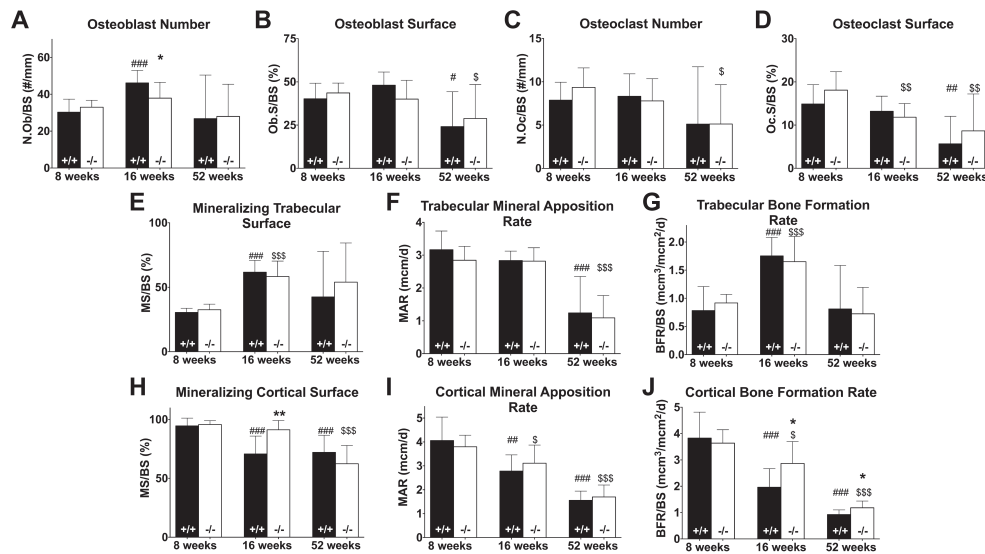 A
Osteoblast Number
N.Ob/BS (#/mm)
60
40
20
0
###
*
+/+
-/-
+/+
-/-
+/+
-/-
8 weeks
16 weeks
52 weeks
B
Osteoblast Surface
Ob.S/BS (%)
75
50
25
0
#
$
+/+
-/-
+/+
-/-
+/+
-/-
8 weeks
16 weeks
52 weeks
C
Osteoclast Number
N.Oc/BS (#/mm)
15
10
5
0
$
+/+
-/-
+/+
-/-
+/+
-/-
8 weeks
16 weeks
52 weeks
D
Osteoclast Surface
Oc.S/BS (%)
30
20
10
0
$$
##
$$
+/+
-/-
+/+
-/-
+/+
-/-
8 weeks
16 weeks
52 weeks
E
Mineralizing Trabecular
Surface
MS/BS (%)
100
50
0
###
$$$
+/+
-/-
+/+
-/-
+/+
-/-
8 weeks
16 weeks
52 weeks
F
Trabecular Mineral Apposition
Rate
MAR (mcm/d)
4
3
2
1
0
###
$$$
+/+
-/-
+/+
-/-
+/+
-/-
8 weeks
16 weeks
52 weeks
G
Trabecular Bone Formation
Rate
BFR/BS (mcm³/mcm²/d)
2.0
1.5
1.0
0.5
0.0
###
$$$
+/+
-/-
+/+
-/-
+/+
-/-
8 weeks
16 weeks
52 weeks
H
Mineralizing Cortical Surface
MS/BS (%)
100
50
0
###
**
###
$$$
+/+
-/-
+/+
-/-
+/+
-/-
8 weeks
16 weeks
52 weeks
I
Cortical Mineral Apposition
Rate
MAR (mcm/d)
5
4
3
2
1
0
##
$
###
$$$
+/+
-/-
+/+
-/-
+/+
-/-
8 weeks
16 weeks
52 weeks
J
Cortical Bone Formation Rate
BFR/BS (mcm³/mcm²/d)
5
4
3
2
1
0
###
*
$
###
*
$$$
+/+
-/-
+/+
-/-
+/+
-/-
8 weeks
16 weeks
52 weeks